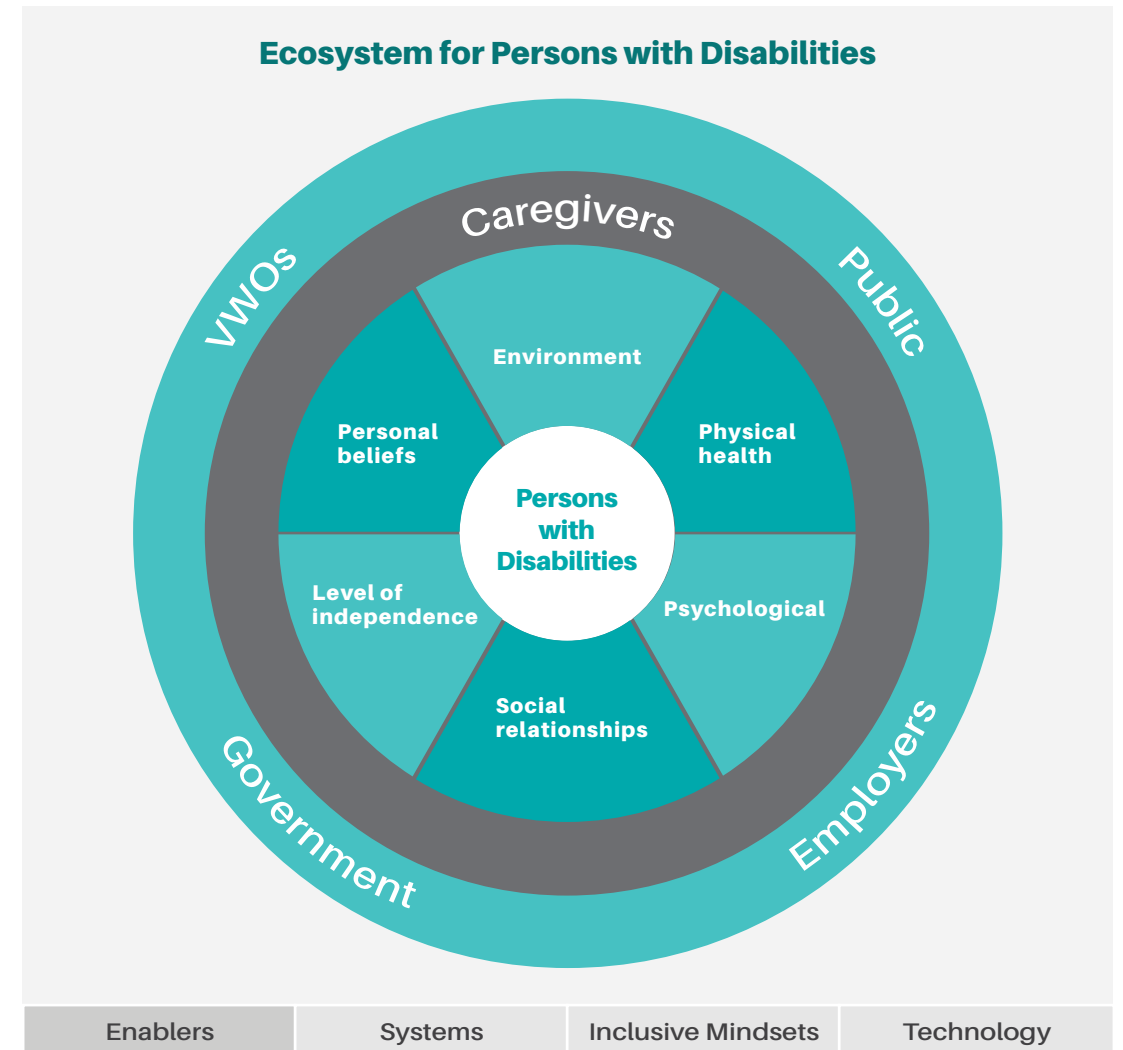 Ecosystem for Persons with Disabilities
Caregivers
VWOs
Public
Environment
Personal
beliefs
Physical
health
Persons
with
Disabilities
Level of
independence
Psychological
Social
relationships
Government
Employers
Enablers
Systems
Inclusive Mindsets
Technology